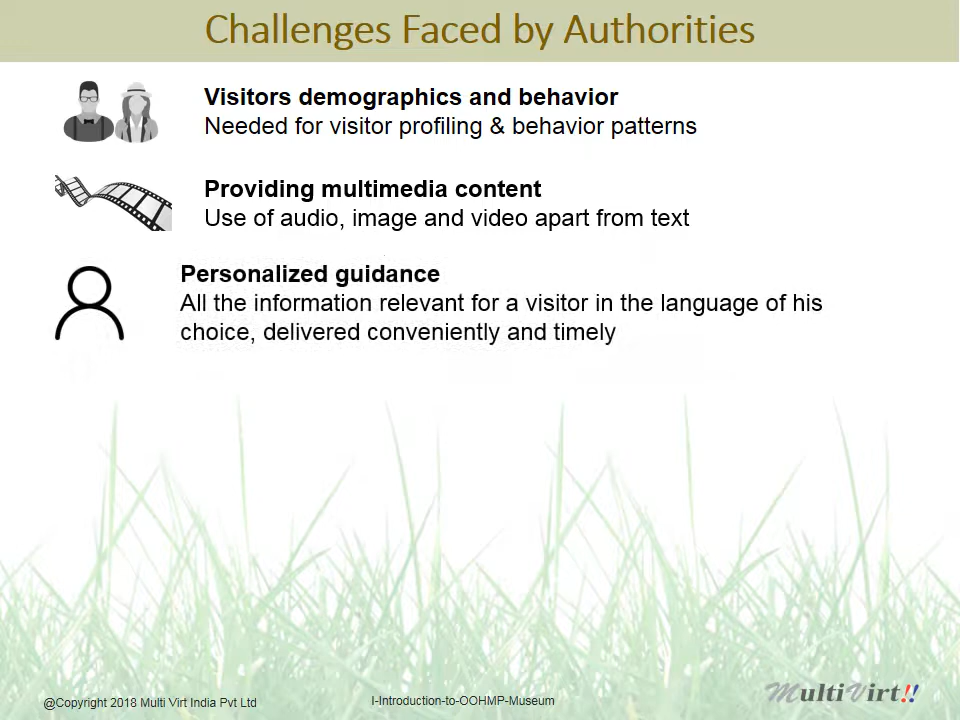 Challenges Faced by Authorities
Visitors demographics and behavior
Needed for visitor profiling & behavior patterns
Providing multimedia content
Use of audio, image and video apart from text
Personalized guidance
All the information relevant for a visitor in the language of his
choice, delivered conveniently and timely
@Copyright 2018 Multi Virt India Pvt Ltd
I-Introduction-to-OOHMP-Museum
MultiVirt!!